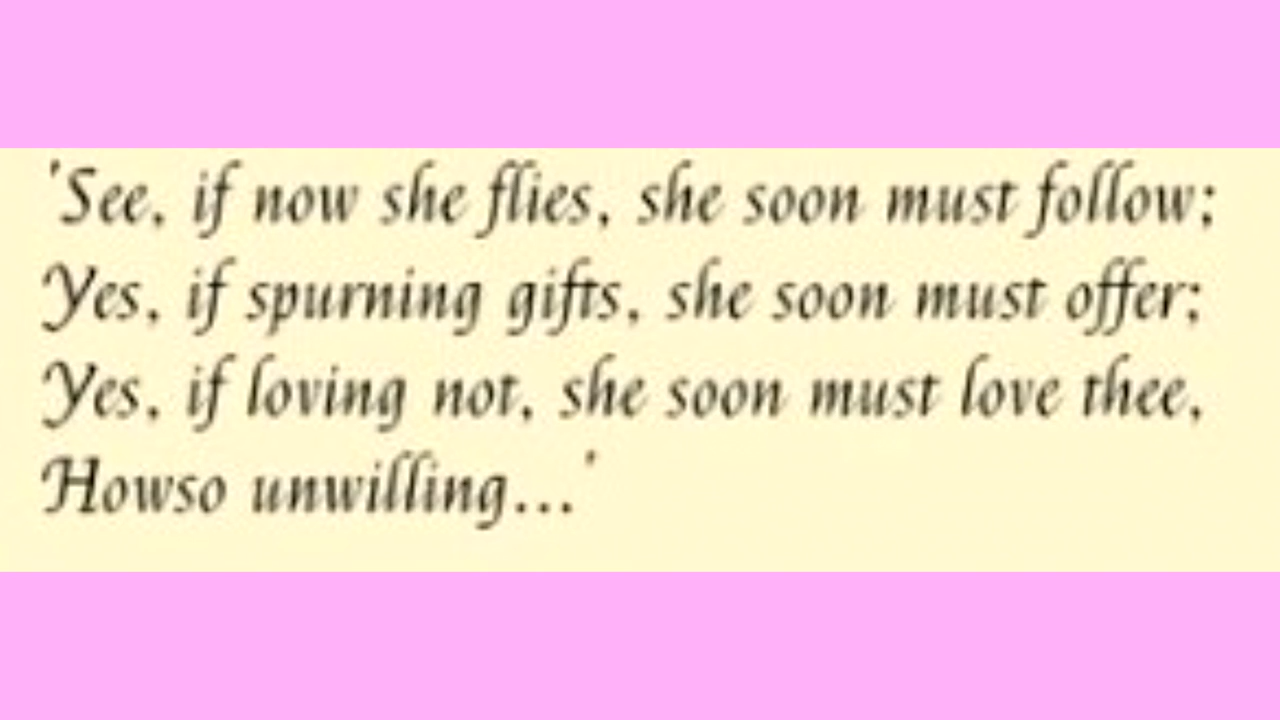 'See, if now she flies, she soon must follow;
Yes, if spurning gifts, she soon must offer;
Yes, if loving not, she soon must love thee,
Howso unwilling...'